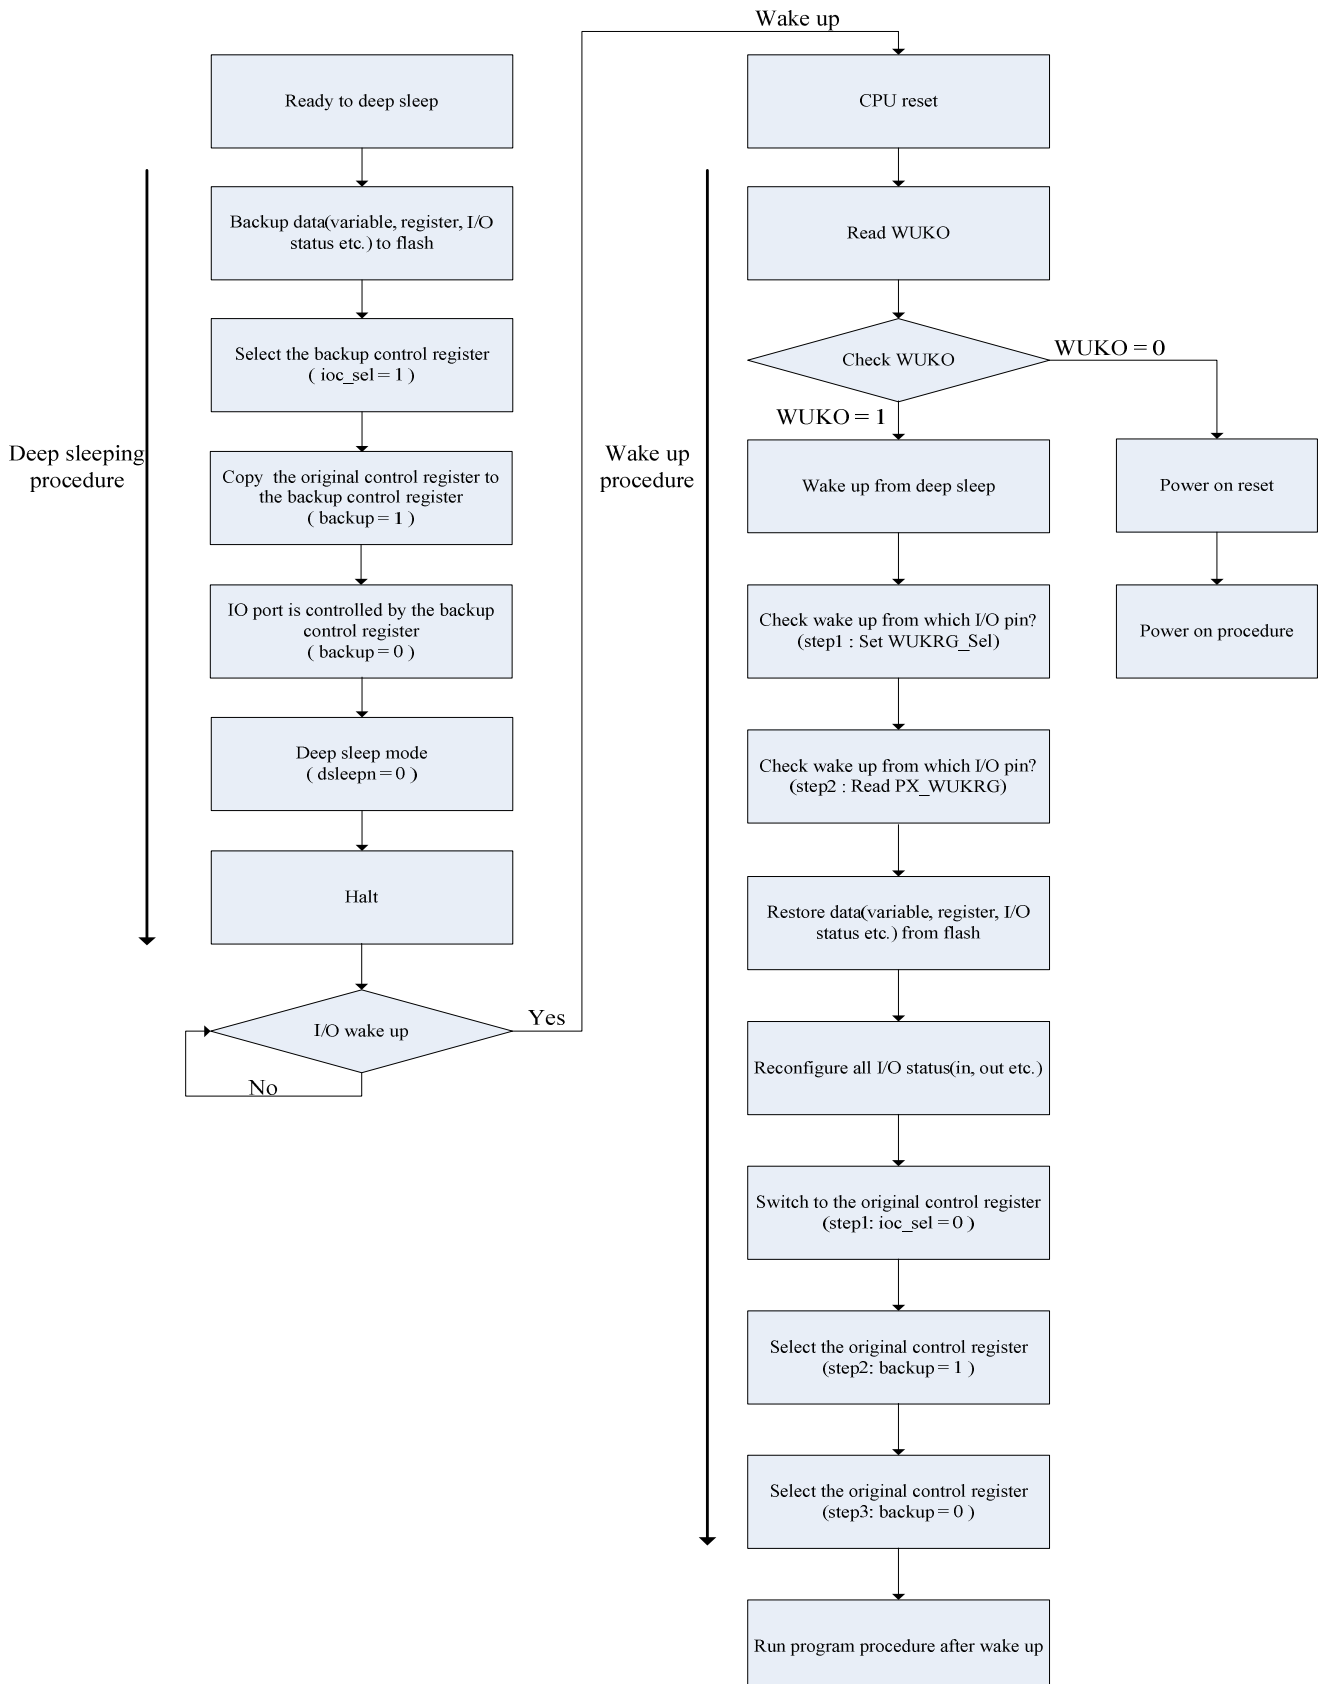 Wake up
Ready to deep sleep
Backup data(variable, register, I/O
status etc.) to flash
Select the backup control register
( ioc_sel = 1 )
Deep sleeping
procedure
Copy  the original control register to
the backup control register
( backup = 1 )
IO port is controlled by the backup
control register
( backup = 0 )
Deep sleep mode
( dsleepn = 0 )
Halt
I/O wake up
Yes
No
CPU reset
Read WUKO
Check WUKO
WUKO = 0
WUKO = 1
Wake up
procedure
Wake up from deep sleep
Power on reset
Power on procedure
Check wake up from which I/O pin?
(step1 : Set WUKRG_Sel)
Check wake up from which I/O pin?
(step2 : Read PX_WUKRG)
Restore data(variable, register, I/O
status etc.) from flash
Reconfigure all I/O status(in, out etc.)
Switch to the original control register
(step1: ioc_sel = 0 )
Select the original control register
(step2: backup = 1 )
Select the original control register
(step3: backup = 0 )
Run program procedure after wake up